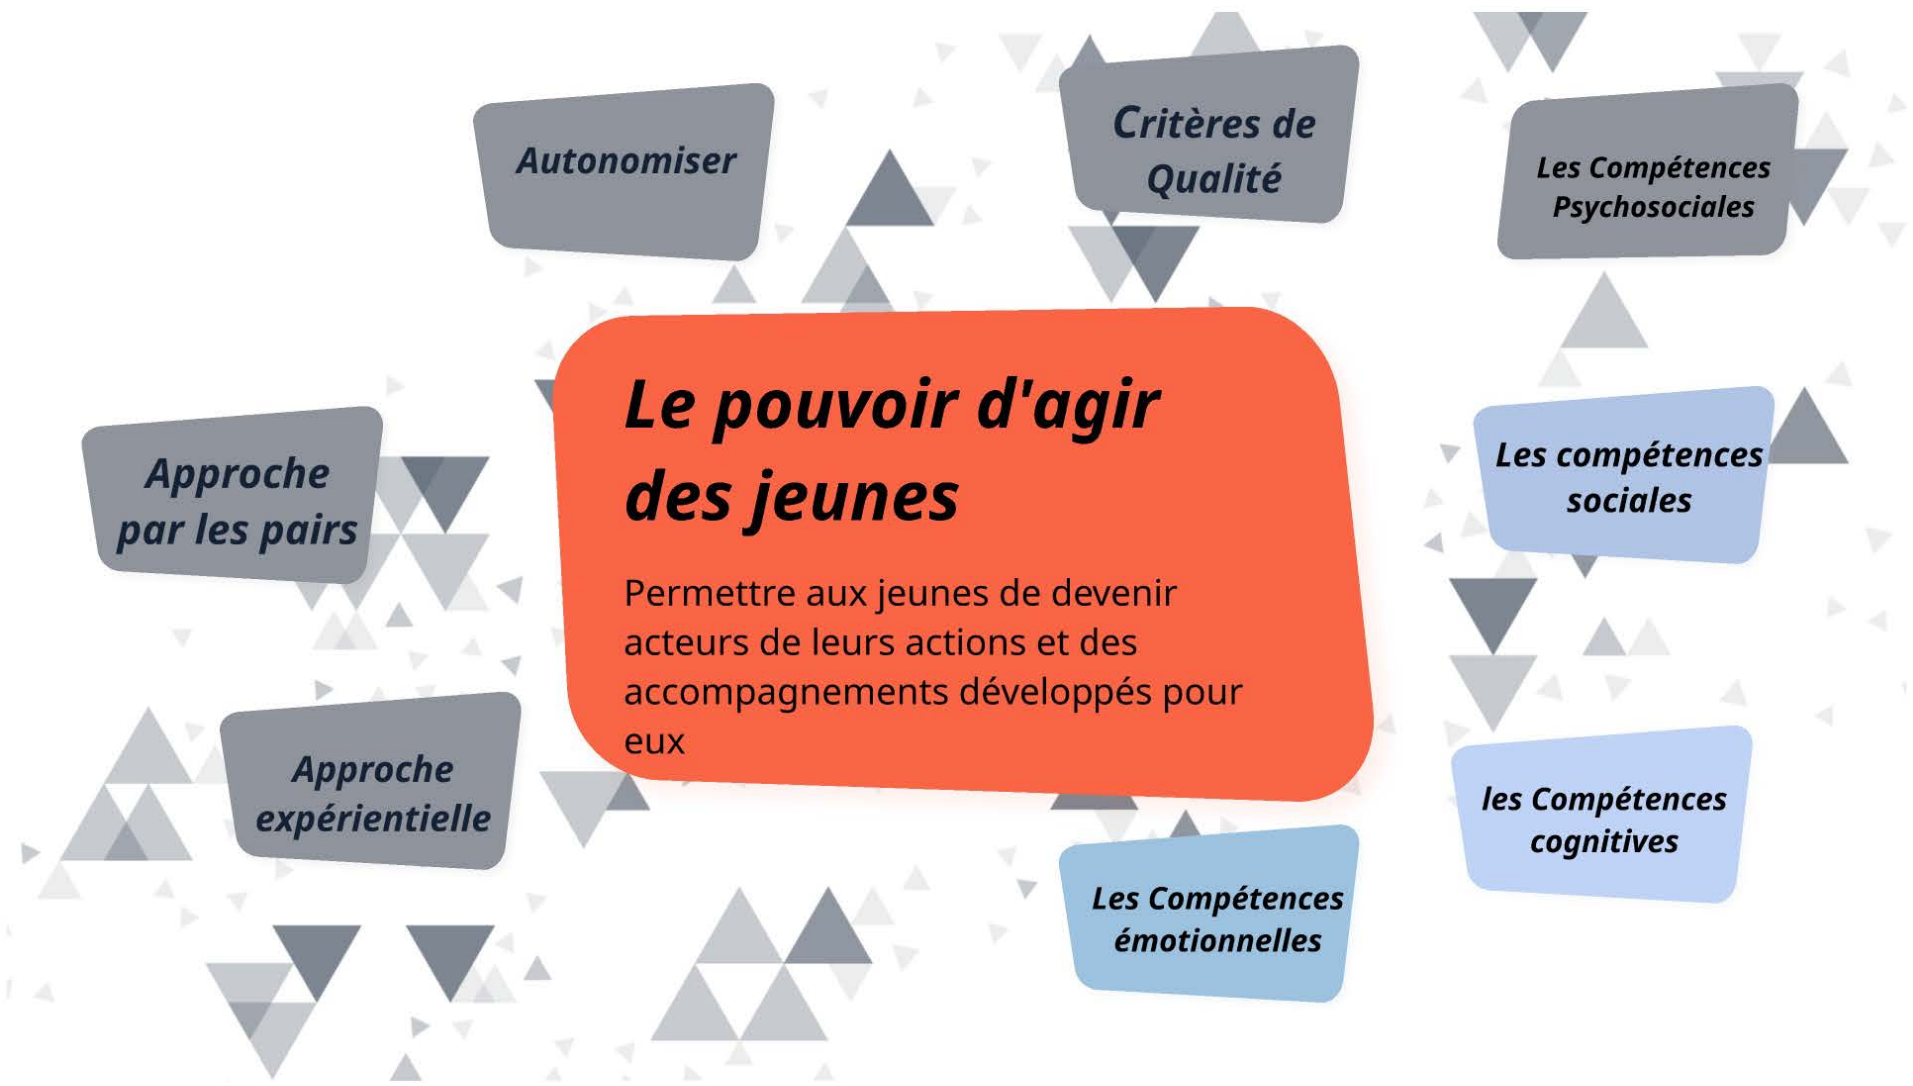 Autonomiser
Critères de
Qualité
Les Compétences
Psychosociales
Le pouvoir d'agir
des jeunes
Permettre aux jeunes de devenir
acteurs de leurs actions et des
accompagnements développés pour
eux
Approche
par les pairs
Les compétences
sociales
Approche
expérientielle
les Compétences
cognitives
Les Compétences
émotionnelles